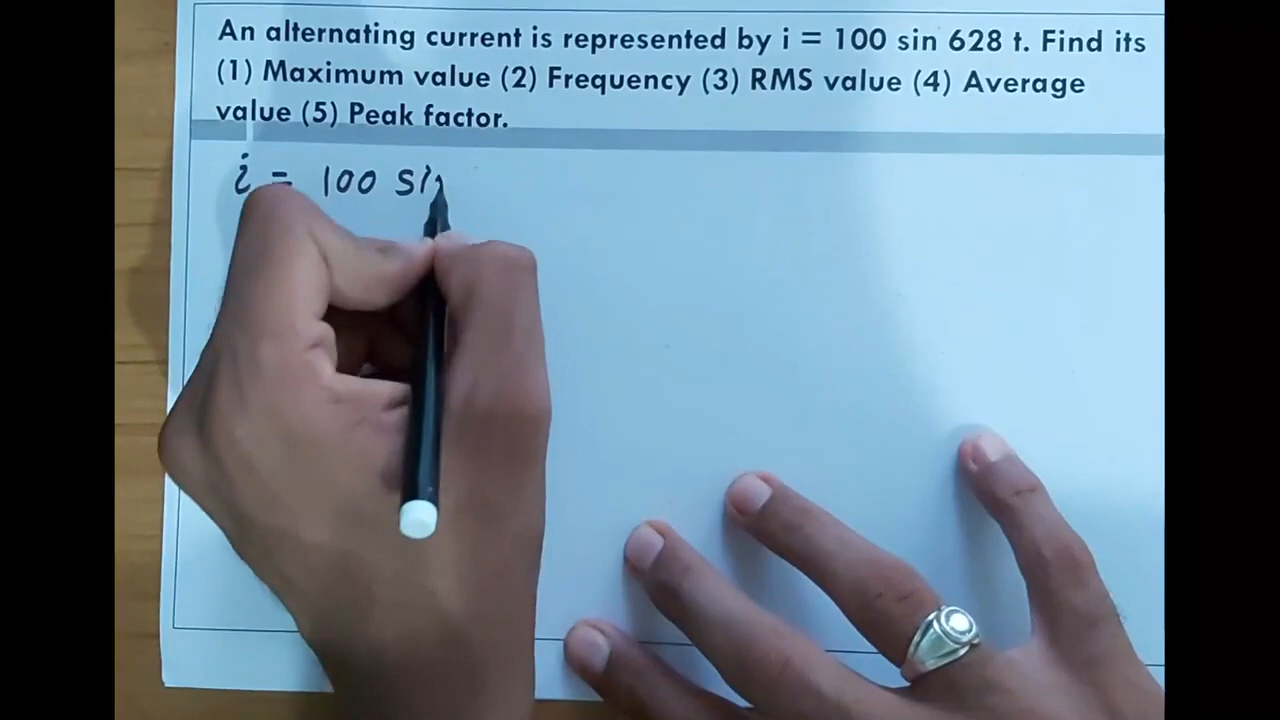 An alternating current is represented by i = 100 sin 628 t. Find its
(1) Maximum value (2) Frequency (3) RMS value (4) Average
value (5) Peak factor.
i = 100 sin